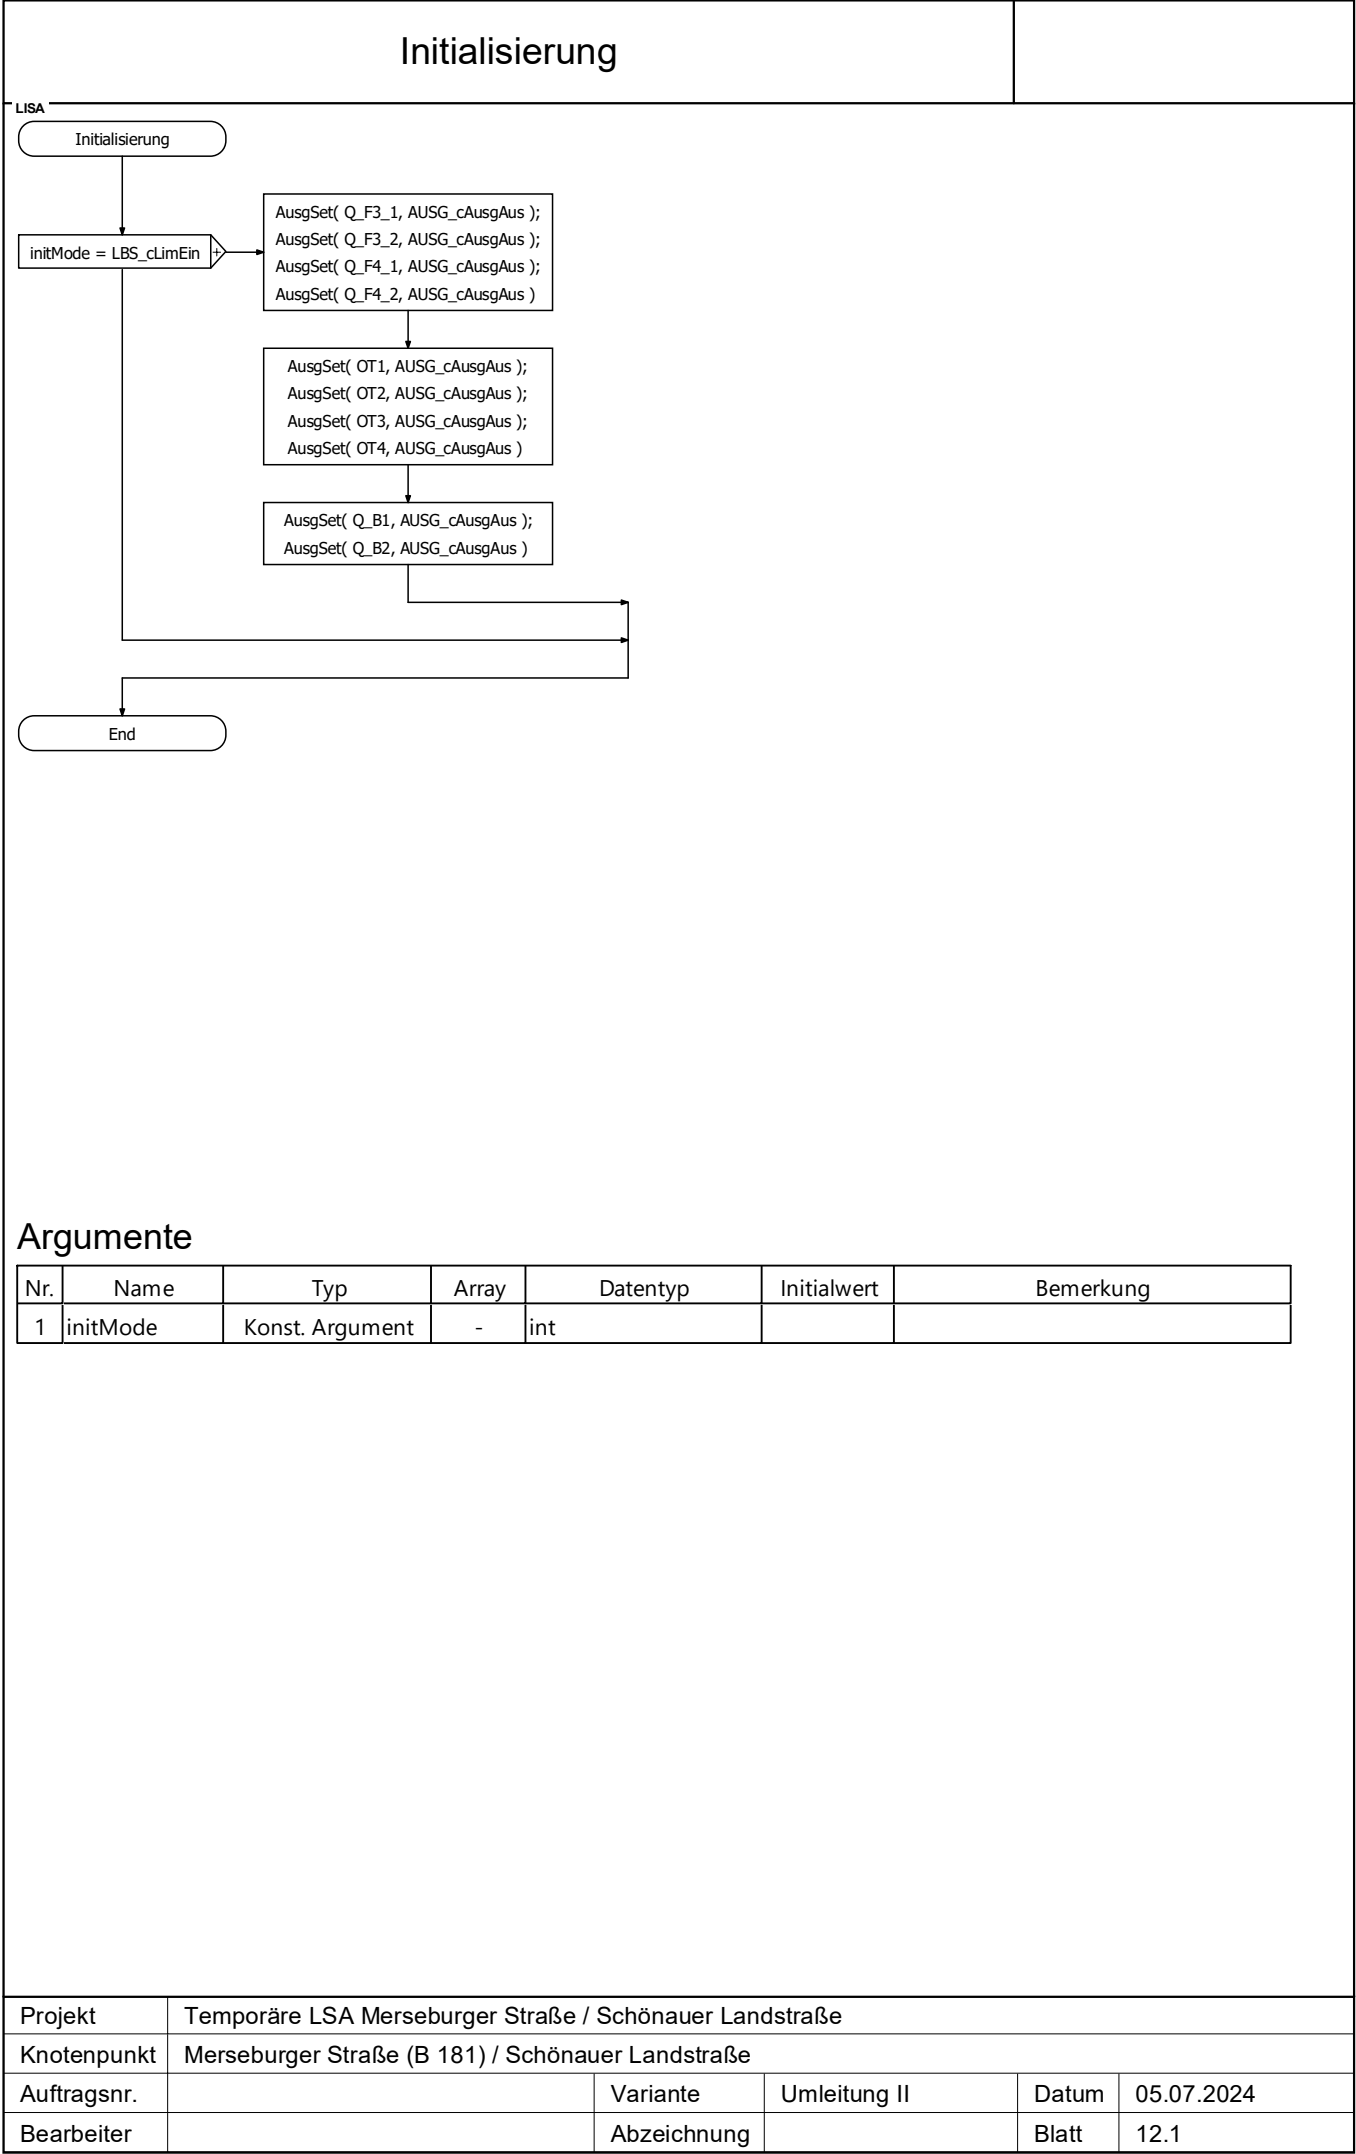 Initialisierung
LISA
Initialisierung
initMode = LBS_cLimEin +
AusgSet( Q_F3_1, AUSG_cAusgAus );
AusgSet( Q_F3_2, AUSG_cAusgAus );
AusgSet( Q_F4_1, AUSG_cAusgAus );
AusgSet( Q_F4_2, AUSG_cAusgAus )
AusgSet( OT1, AUSG_cAusgAus );
AusgSet( OT2, AUSG_cAusgAus );
AusgSet( OT3, AUSG_cAusgAus );
AusgSet( OT4, AUSG_cAusgAus )
AusgSet( Q_B1, AUSG_cAusgAus );
AusgSet( Q_B2, AUSG_cAusgAus )
End
Argumente
Nr. Name Typ Array Datentyp Initialwert Bemerkung
1 initMode Konst. Argument - int
Projekt Temporäre LSA Merseburger Straße / Schönauer Landstraße
Knotenpunkt Merseburger Straße (B 181) / Schönauer Landstraße
Auftragsnr. Variante Umleitung II Datum 05.07.2024
Bearbeiter Abzeichnung Blatt 12.1